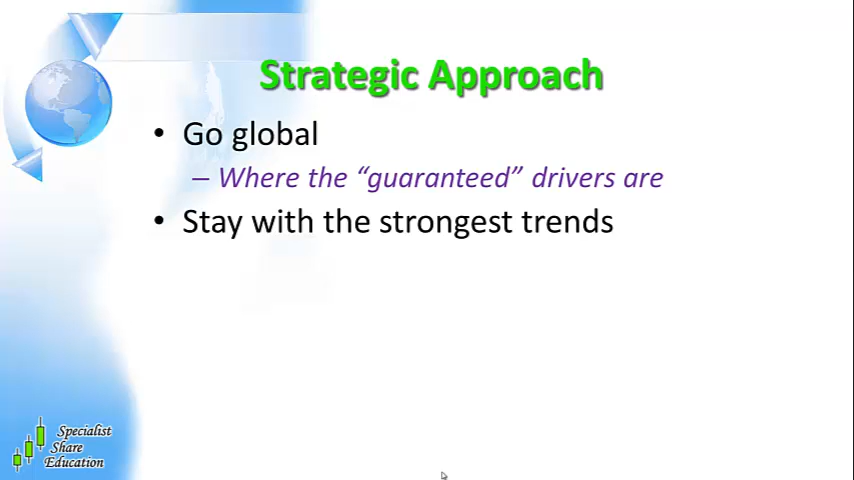 Strategic Approach
• Go global
– Where the “guaranteed” drivers are
• Stay with the strongest trends
Specialist
Share
Education